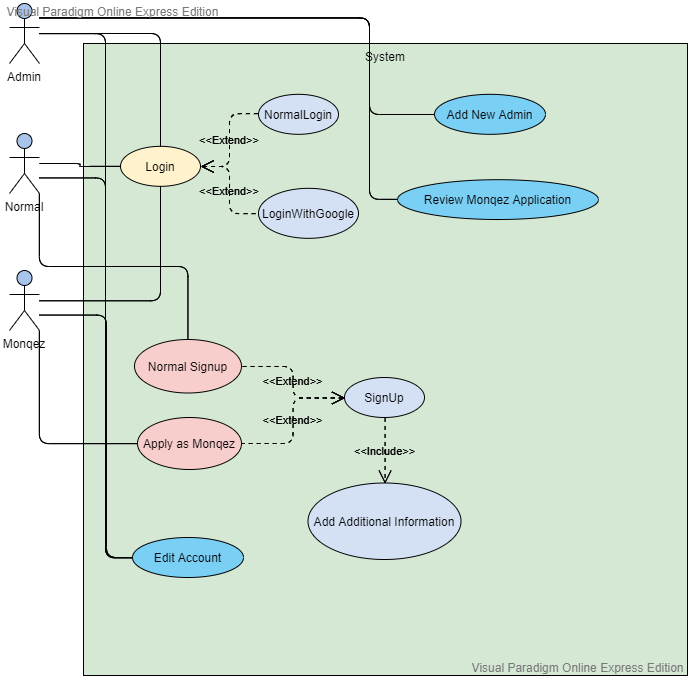 Visual Paradigm Online Express Edition
System
Admin
NormalLogin
Add New Admin
<<Extend>>
Login
<<Extend>>
Normal
LoginWithGoogle
Review Monqez Application
Monqez
Normal Signup
<<Extend>>
SignUp
<<Extend>>
Apply as Monqez
<<Include>>
Add Additional Information
Edit Account
Visual Paradigm Online Express Edition